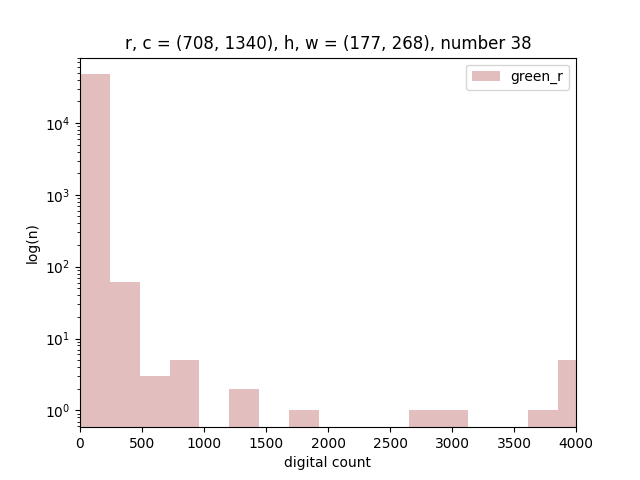 r, c = (708, 1340), h, w = (177, 268), number 38
green_r
10⁴
10³
10²
10¹
10⁰
log(n)
0 500 1000 1500 2000 2500 3000 3500 4000
digital count